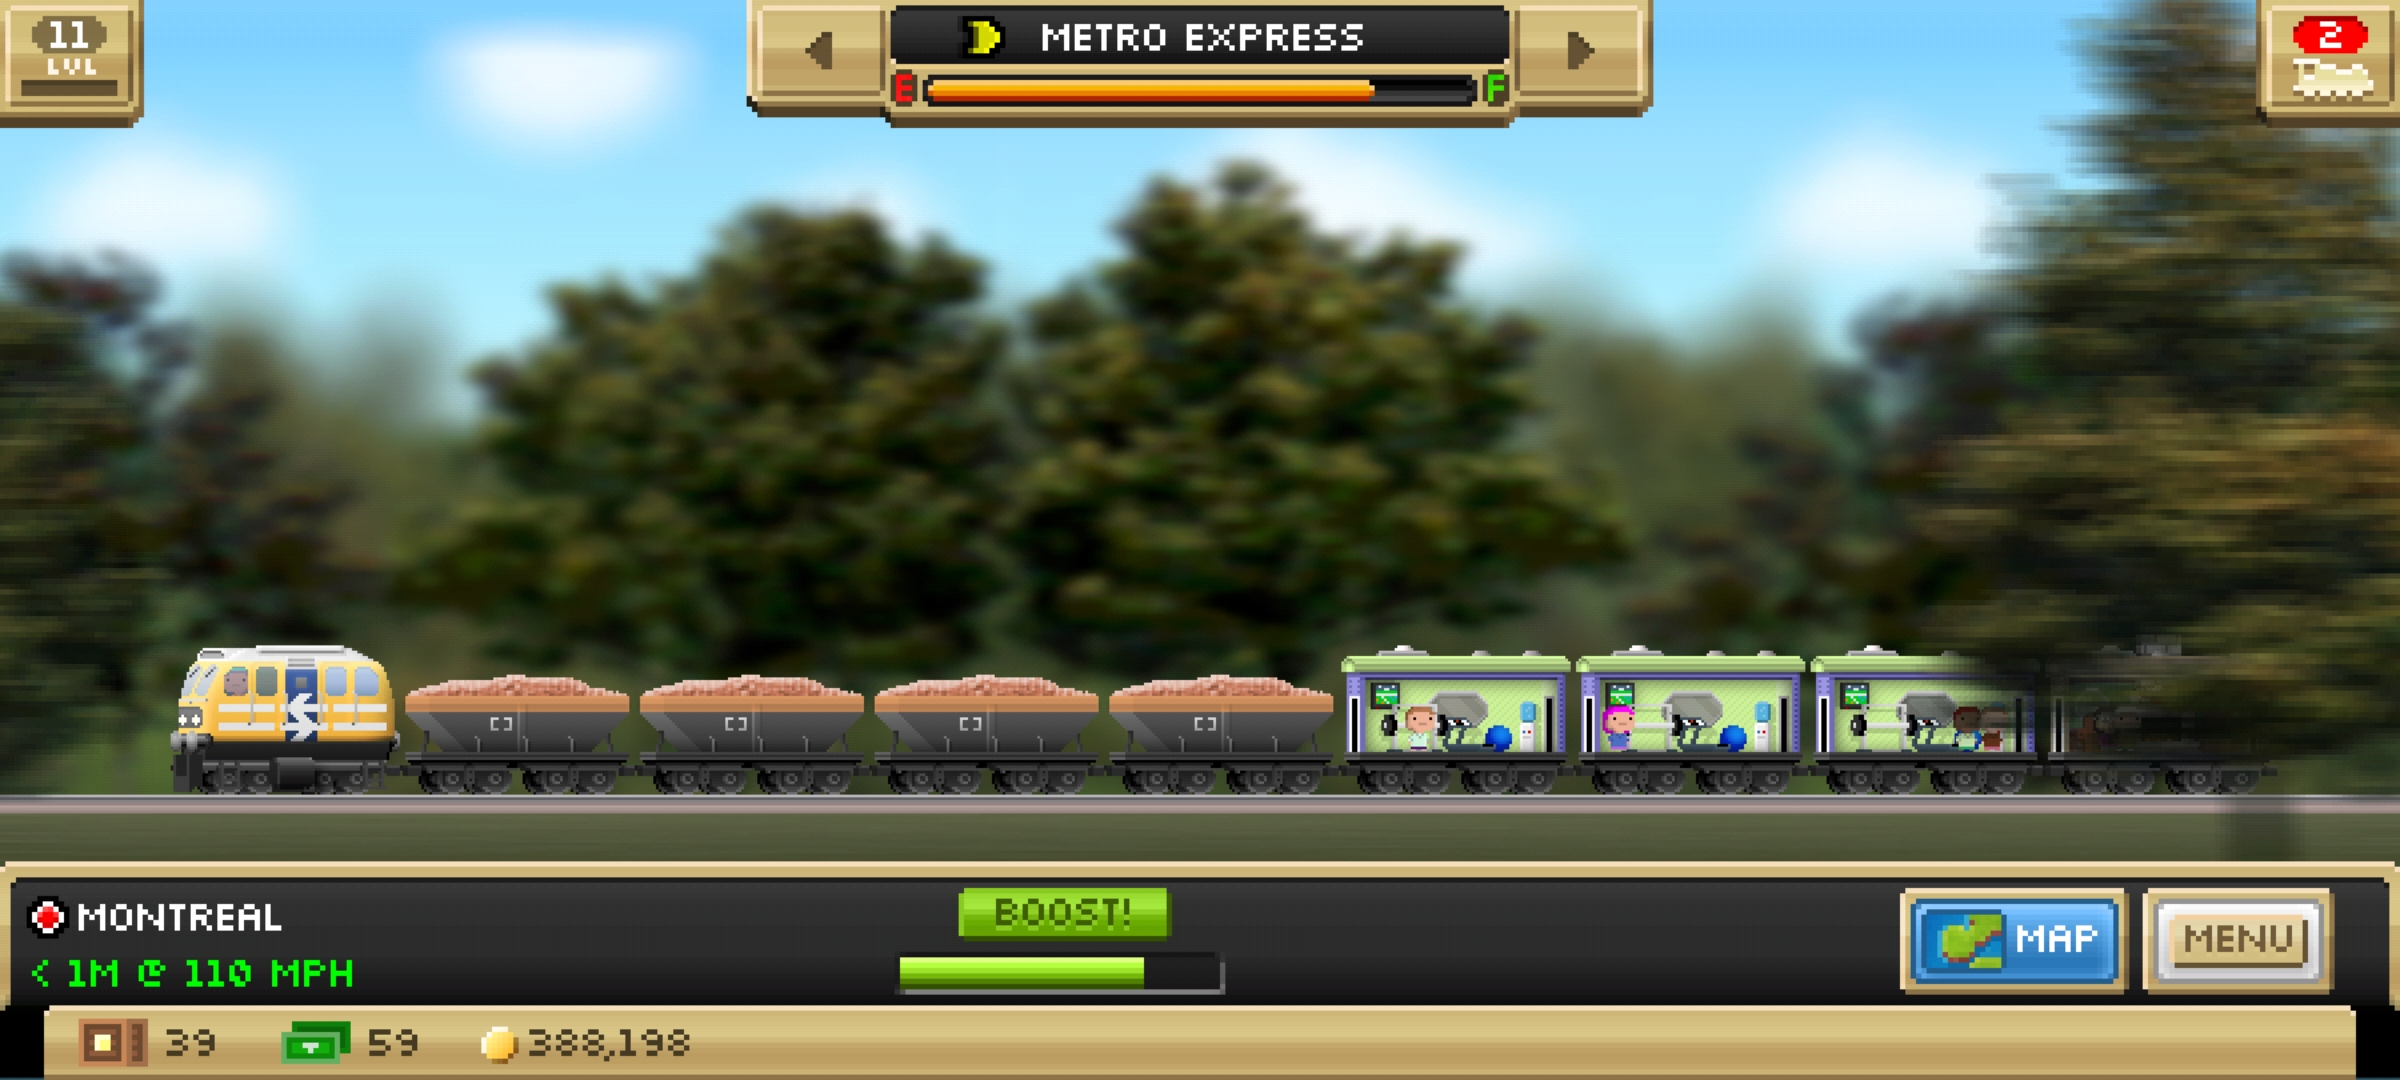 11
LVL
METRO EXPRESS
E F
2
MONTREAL
< 1M @ 110 MPH
BOOST!
MAP
MENU
39
59
388,198